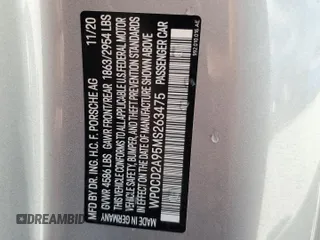 MFD BY DR. ING. H.C. F. PORSCHE AG
11/20
GVWR 4586 LBS GAWR FRONT/REAR 1863/2954 LBS
THIS VEHICLE CONFORMS TO ALL APPLICABLE U.S. FEDERAL MOTOR
VEHICLE SAFETY, BUMPER, AND THEFT PREVENTION STANDARDS
IN EFFECT ON THE DATE OF MANUFACTURE SHOWN ABOVE
WP0CD2A95MS263475 PASSENGER CAR
MADE IN GERMANY
DREAMBID